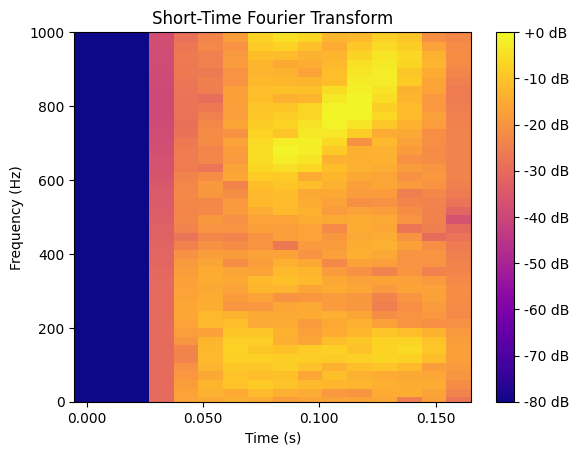 Short-Time Fourier Transform
1000
800
600
400
200
0
Frequency (Hz)
0.000
0.050
0.100
0.150
Time (s)
+0 dB
-10 dB
-20 dB
-30 dB
-40 dB
-50 dB
-60 dB
-70 dB
-80 dB